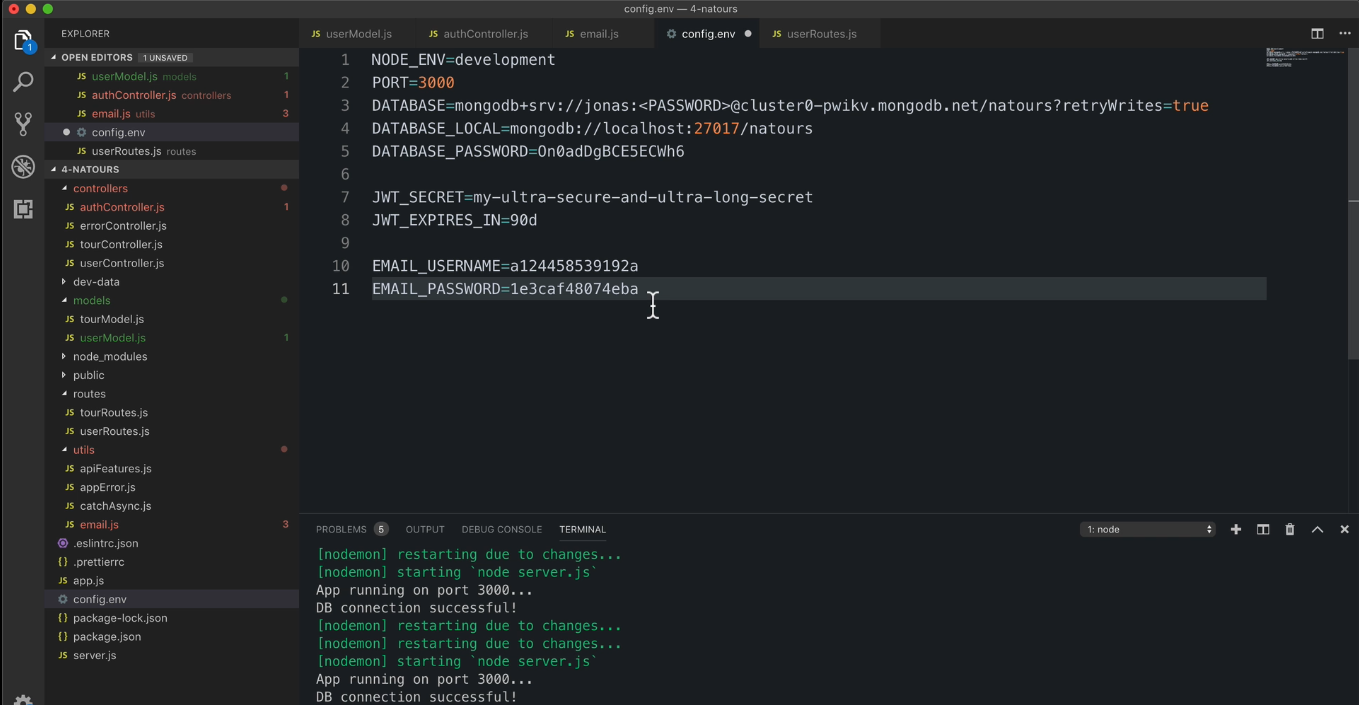 config.env — 4-natours
EXPLORER
JS userModel.js
JS authController.js
JS email.js
config.env
JS userRoutes.js
1
OPEN EDITORS 1 UNSAVED
JS userModel.js models 1
JS authController.js controllers 1
JS email.js utils 3
config.env
JS userRoutes.js routes
4-NATOURS
controllers
JS authController.js 1
JS errorController.js
JS tourController.js
JS userController.js
dev-data
models
JS tourModel.js
JS userModel.js 1
node_modules
public
routes
JS tourRoutes.js
JS userRoutes.js
utils
JS apiFeatures.js
JS appError.js
JS catchAsync.js
JS email.js 3
.eslintrc.json
{ } .prettierrc
JS app.js
config.env
{ } package-lock.json
{ } package.json
JS server.js
1 NODE_ENV=development
2 PORT=3000
3 DATABASE=mongodb+srv://jonas:<PASSWORD>@cluster0-pwikv.mongodb.net/natours?retryWrites=true
4 DATABASE_LOCAL=mongodb://localhost:27017/natours
5 DATABASE_PASSWORD=On0adDgBCE5ECWh6
6
7 JWT_SECRET=my-ultra-secure-and-ultra-long-secret
8 JWT_EXPIRES_IN=90d
9
10 EMAIL_USERNAME=a124458539192a
11 EMAIL_PASSWORD=1e3caf48074eba
PROBLEMS 5 OUTPUT DEBUG CONSOLE TERMINAL 1: node
[nodemon] restarting due to changes...
[nodemon] starting `node server.js`
App running on port 3000...
DB connection successful!
[nodemon] restarting due to changes...
[nodemon] restarting due to changes...
[nodemon] starting `node server.js`
App running on port 3000...
DB connection successful!